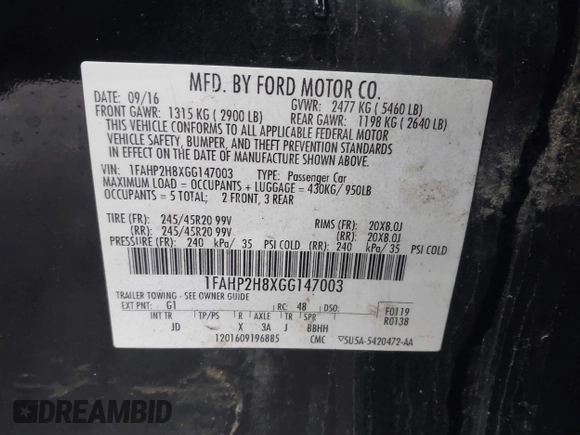 MFD. BY FORD MOTOR CO.
DATE: 09/16 GVWR: 2477 KG ( 5460 LB)
FRONT GAWR: 1315 KG ( 2900 LB) REAR GAWR: 1198 KG ( 2640 LB)
THIS VEHICLE CONFORMS TO ALL APPLICABLE FEDERAL MOTOR
VEHICLE SAFETY, BUMPER, AND THEFT PREVENTION STANDARDS
IN EFFECT ON THE DATE OF MANUFACTURE SHOWN ABOVE.
VIN: 1FAHP2H8XGG147003 TYPE: Passenger Car
MAXIMUM LOAD = OCCUPANTS + LUGGAGE = 430KG/ 950LB
OCCUPANTS = 5 TOTAL; 2 FRONT, 3 REAR
TIRE (FR): 245/45R20 99V RIMS (FR): 20X8.0J
245/45R20 99V (RR): 20X8.0J
PRESSURE (FR): 240 kPa/ 35 PSI COLD (RR): 240 kPa/ 35 PSI COLD
1FAHP2H8XGG147003
TRAILER TOWING - SEE OWNER GUIDE
EXT PNT: G1 RC: 48 DSO: F0119
R0138
INT TR TP/PS R AXLE TR SPR
JD X 3A J BBHH
1201609196885 CMC 5U5A-5420472-AA
DREAMBID